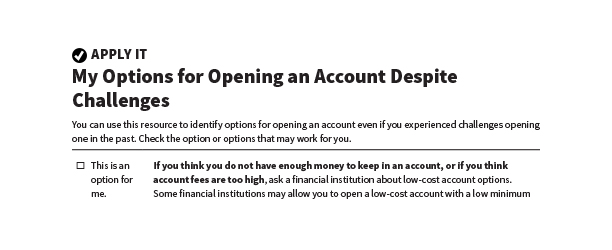 APPLY IT
My Options for Opening an Account Despite
Challenges
You can use this resource to identify options for opening an account even if you experienced challenges opening
one in the past. Check the option or options that may work for you.
☐ This is an
option for
me.
If you think you do not have enough money to keep in an account, or if you think
account fees are too high, ask a financial institution about low-cost account options.
Some financial institutions may allow you to open a low-cost account with a low minimum